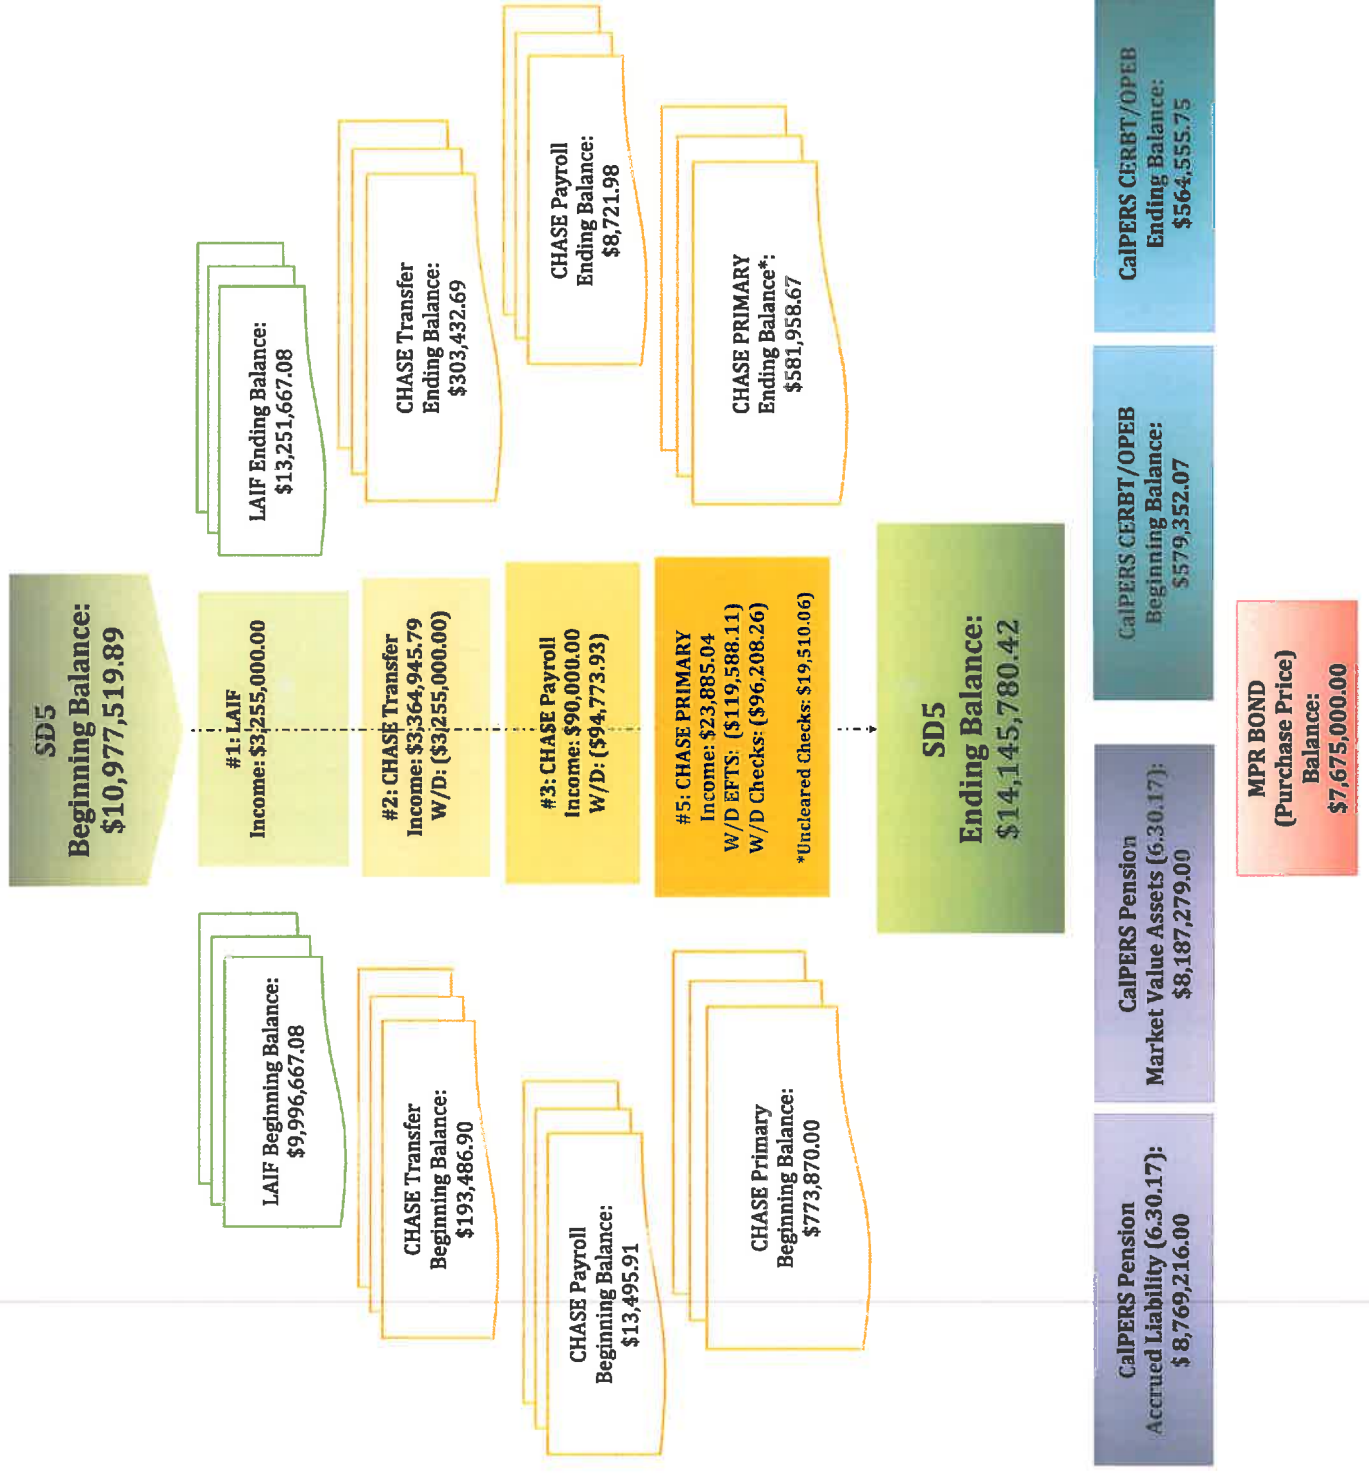 SD5
Beginning Balance:
$10,977,519.89
LAIF Beginning Balance:
$9,996,667.08
#1: LAIF
Income: $3,255,000.00
LAIF Ending Balance:
$13,251,667.08
CHASE Transfer
Beginning Balance:
$193,486.90
#2: CHASE Transfer
Income: $3,364,945.79
W/D: ($3,255,000.00)
CHASE Transfer
Ending Balance:
$303,432.69
CHASE Payroll
Beginning Balance:
$13,495.91
#3: CHASE Payroll
Income: $90,000.00
W/D: ($94,773.93)
CHASE Payroll
Ending Balance:
$8,721.98
CHASE Primary
Beginning Balance:
$773,870.00
#5: CHASE PRIMARY
Income: $23,885.04
W/D EFTS: ($119,588.11)
W/D Checks: ($96,208.26)
*Uncleared Checks: $19,510.06)
CHASE PRIMARY
Ending Balance*:
$581,958.67
SD5
Ending Balance:
$14,145,780.42
CalPERS Pension
Accrued Liability (6.30.17):
$ 8,769,216.00
CalPERS Pension
Market Value Assets (6.30.17):
$8,187,279.00
CalPERS CERBT/OPEB
Beginning Balance:
$579,352.07
CalPERS CERBT/OPEB
Ending Balance:
$564,555.75
MPR BOND
(Purchase Price)
Balance:
$7,675,000.00